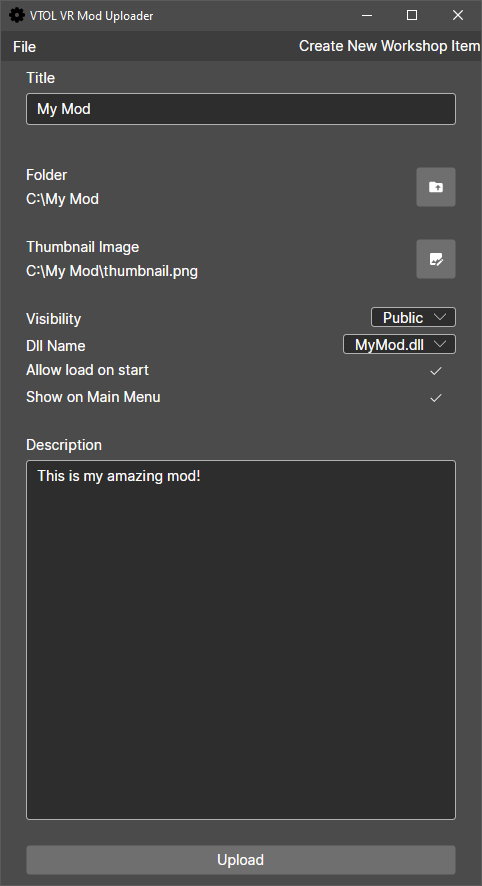 VTOL VR Mod Uploader
File
Create New Workshop Item
Title
My Mod
Folder
C:\My Mod
Thumbnail Image
C:\My Mod\thumbnail.png
Visibility
Public
Dll Name
MyMod.dll
Allow load on start
Show on Main Menu
Description
This is my amazing mod!
Upload